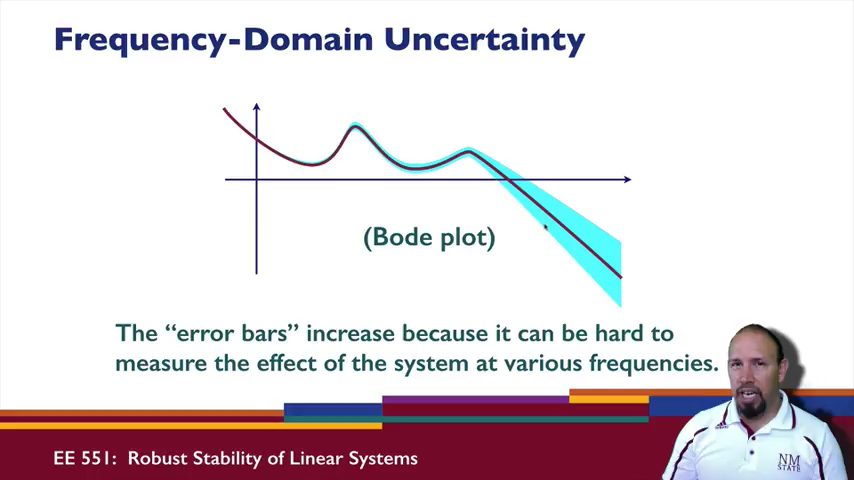 Frequency-Domain Uncertainty
(Bode plot)
The “error bars” increase because it can be hard to
measure the effect of the system at various frequencies.
NM
STATE
EE 551: Robust Stability of Linear Systems